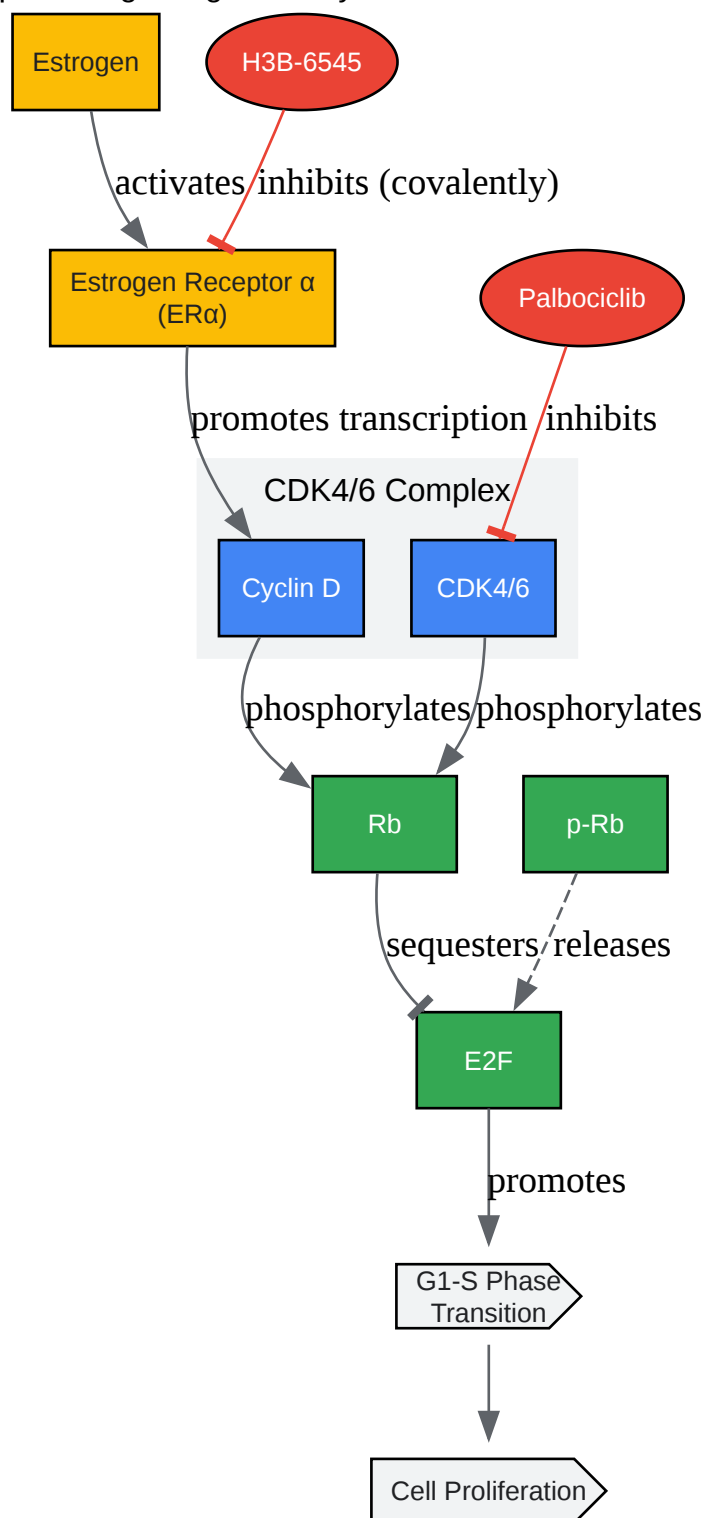 Estrogen
H3B-6545
activates
inhibits (covalently)
Estrogen Receptor α
(ERα)
Palbociclib
promotes transcription
inhibits
CDK4/6 Complex
Cyclin D
CDK4/6
phosphorylates
phosphorylates
Rb
p-Rb
sequesters
releases
E2F
promotes
G1-S Phase
Transition
Cell Proliferation